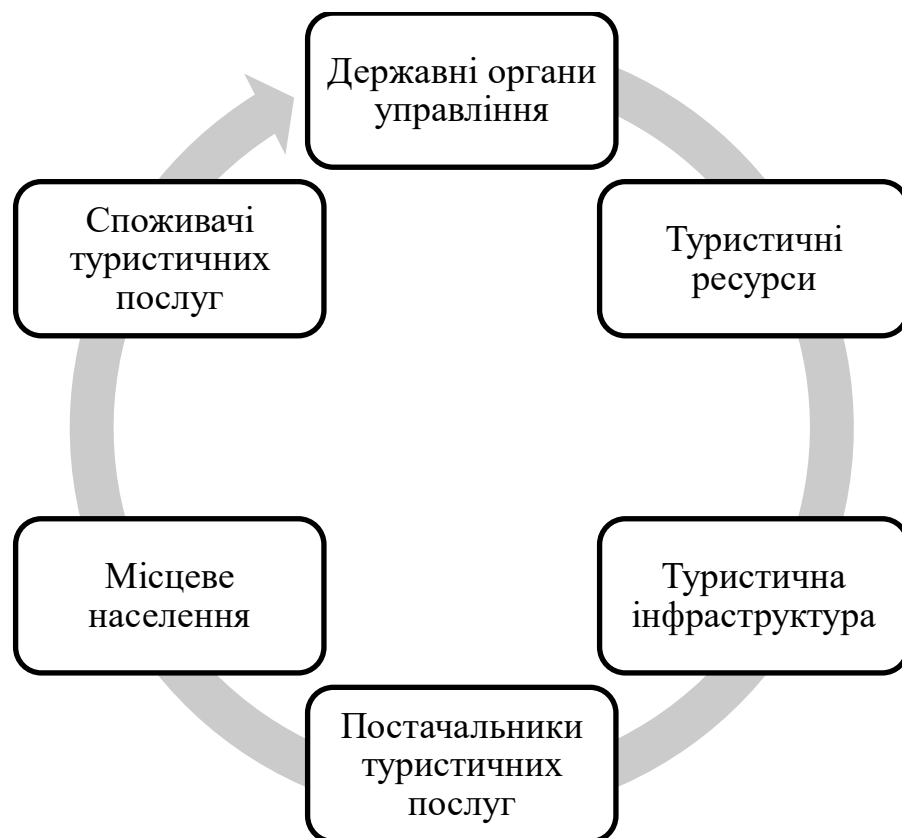 Державні органи
управління
Туристичні
ресурси
Туристична
інфраструктура
Постачальники
туристичних
послуг
Місцеве
населення
Споживачі
туристичних
послуг